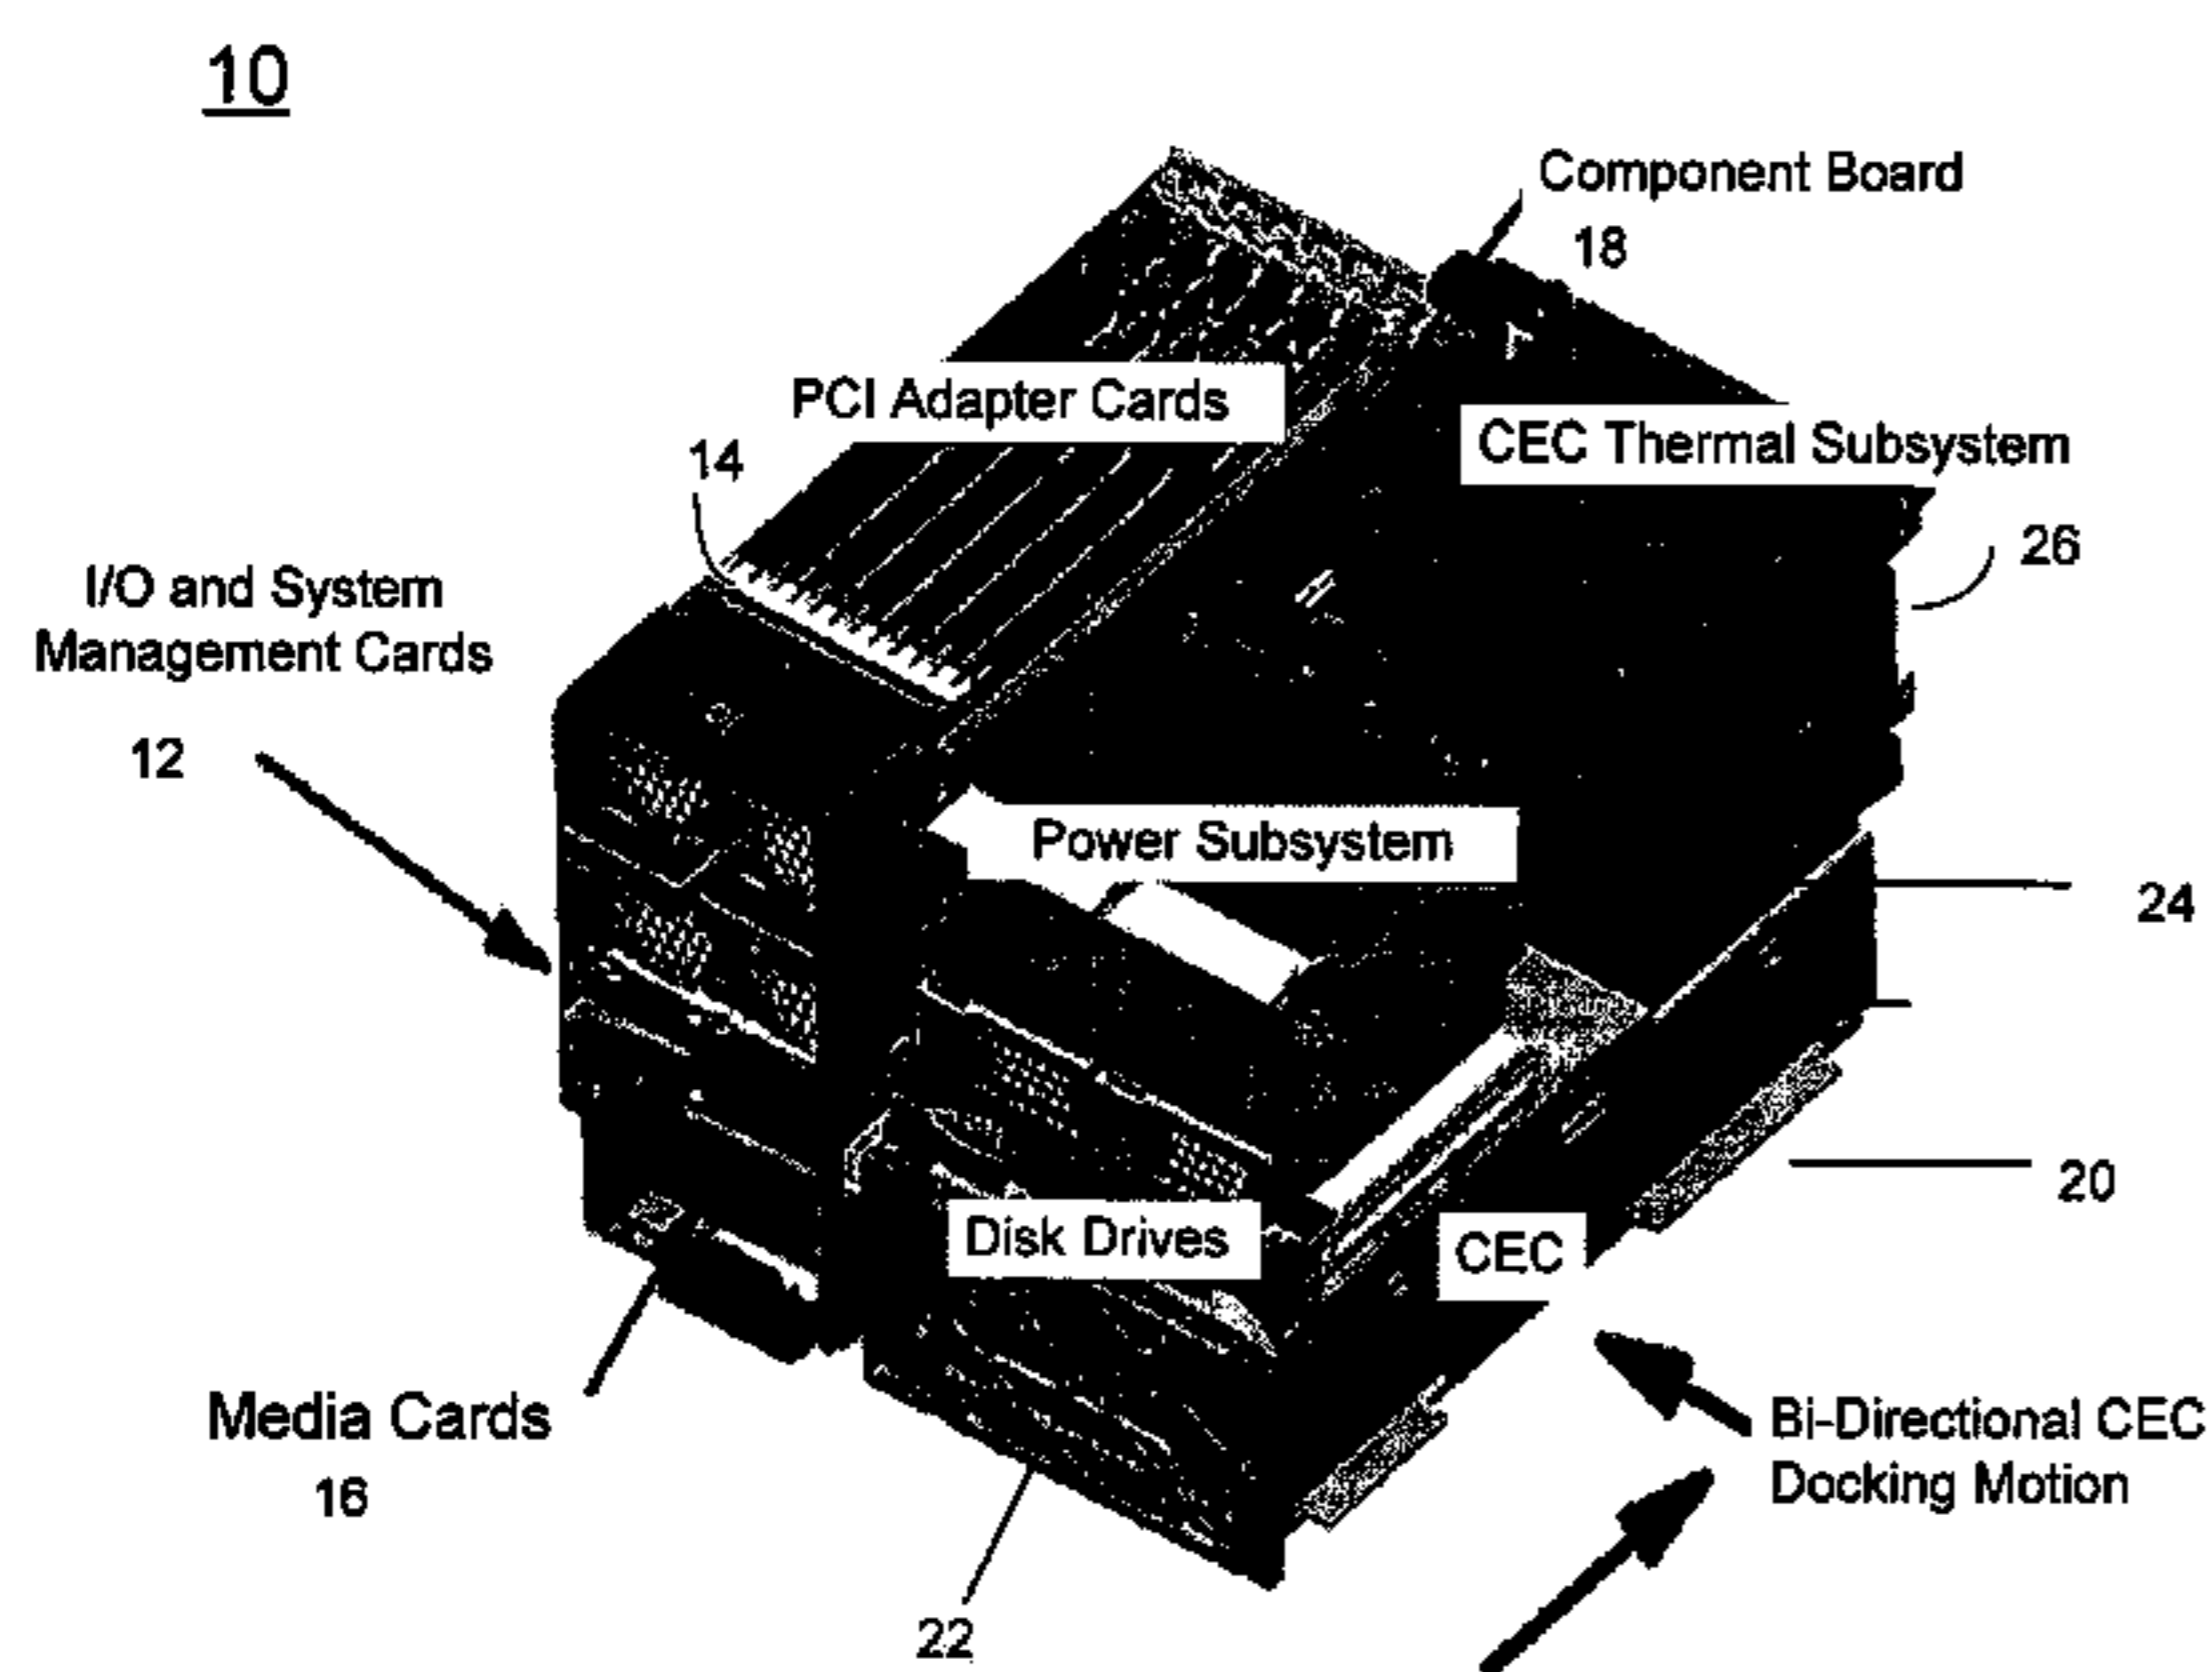 10
Component Board
18
PCI Adapter Cards
CEC Thermal Subsystem
14
26
I/O and System
Management Cards
12
Power Subsystem
24
20
Disk Drives
CEC
Media Cards
16
Bi-Directional CEC
Docking Motion
22